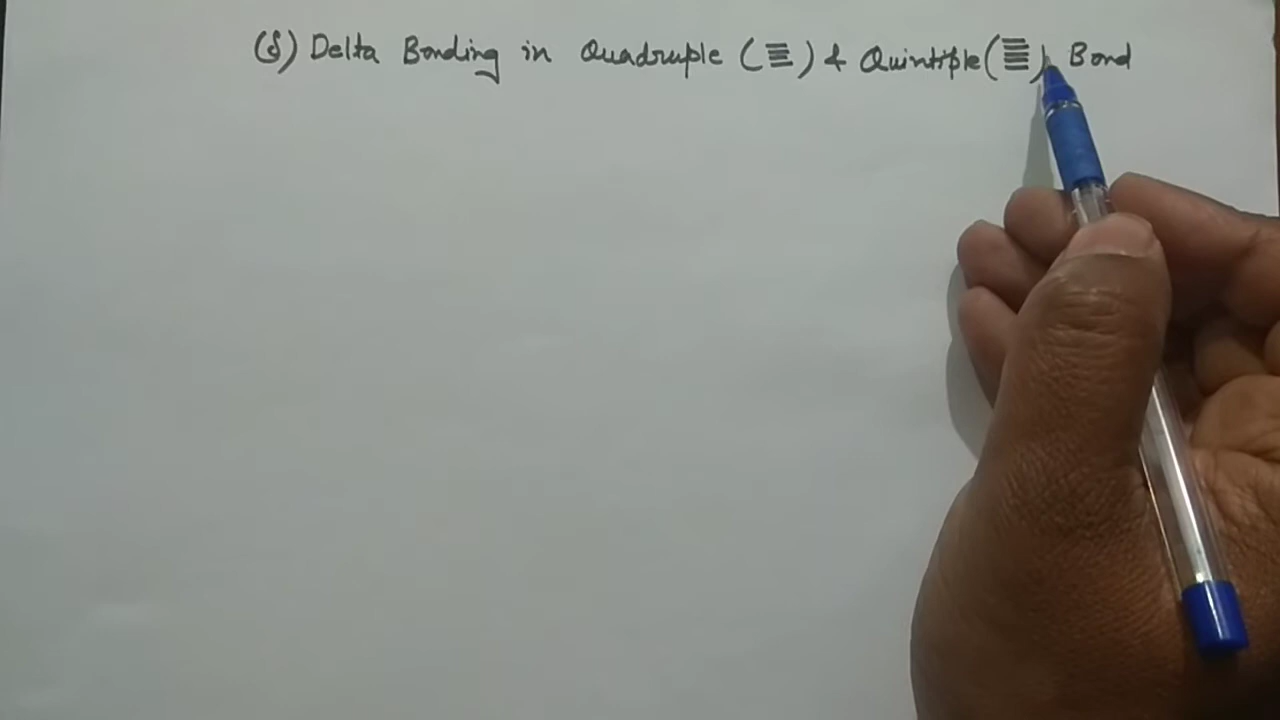 (δ) Delta Bonding in Quadruple (≣) & Quintiple (≣) Bond